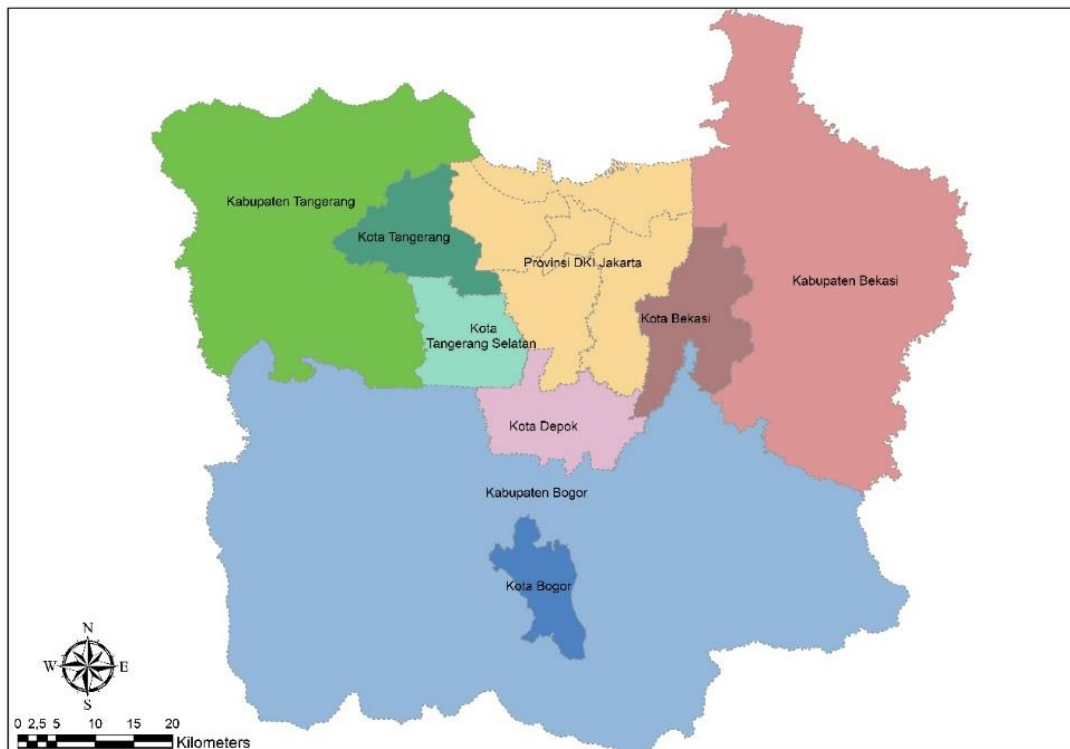 Kabupaten Tangerang
Kota Tangerang
Provinsi DKI Jakarta
Kabupaten Bekasi
Kota Bekasi
Kota
Tangerang Selatan
Kota Depok
Kabupaten Bogor
Kota Bogor
N
W E
S
0 2,5 5 10 15 20
Kilometers